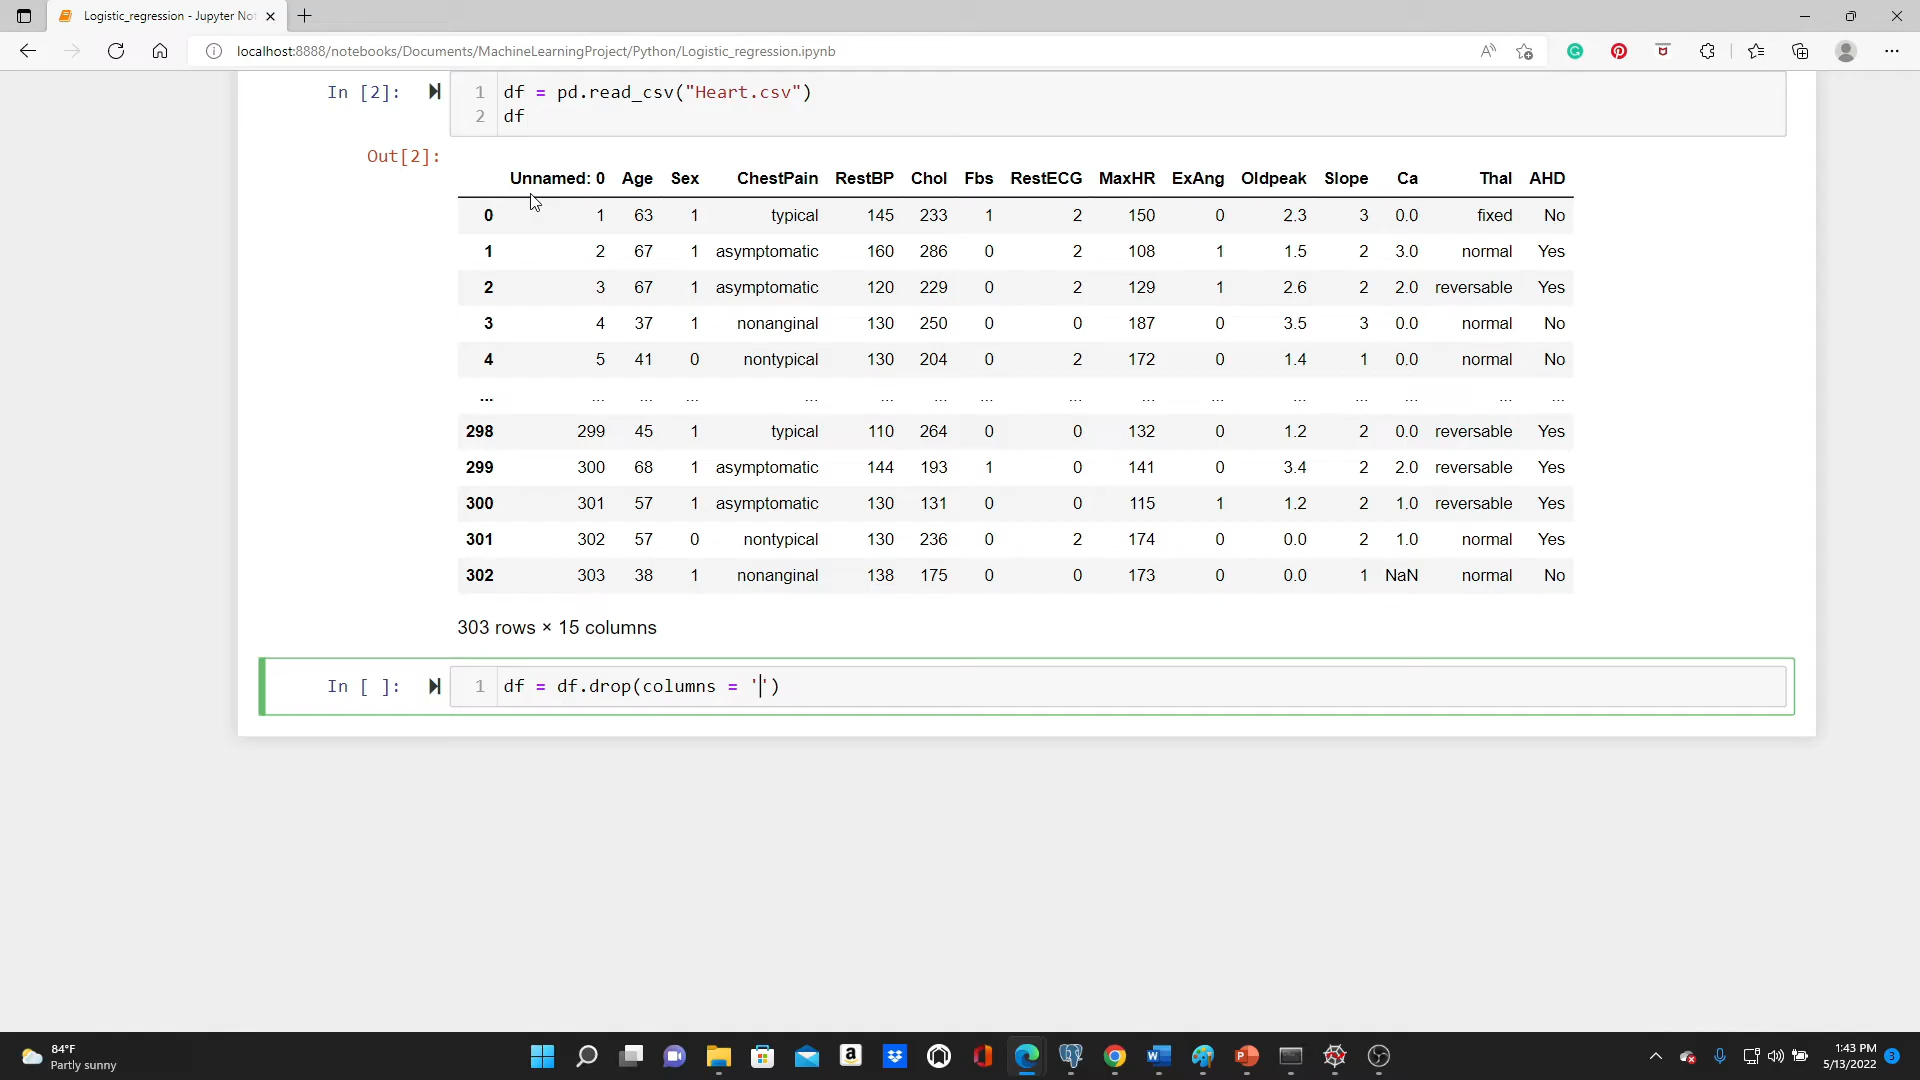 Logistic_regression - Jupyter Not
localhost:8888/notebooks/Documents/MachineLearningProject/Python/Logistic_regression.ipynb
In [2]:
1 df = pd.read_csv("Heart.csv")
2 df
Out[2]:
Unnamed: 0 Age Sex ChestPain RestBP Chol Fbs RestECG MaxHR ExAng Oldpeak Slope Ca Thal AHD
0 1 63 1 typical 145 233 1 2 150 0 2.3 3 0.0 fixed No
1 2 67 1 asymptomatic 160 286 0 2 108 1 1.5 2 3.0 normal Yes
2 3 67 1 asymptomatic 120 229 0 2 129 1 2.6 2 2.0 reversable Yes
3 4 37 1 nonanginal 130 250 0 0 187 0 3.5 3 0.0 normal No
4 5 41 0 nontypical 130 204 0 2 172 0 1.4 1 0.0 normal No
... ... ... ... ... ... ... ... ... ... ... ... ... ... ... ...
298 299 45 1 typical 110 264 0 0 132 0 1.2 2 0.0 reversable Yes
299 300 68 1 asymptomatic 144 193 1 0 141 0 3.4 2 2.0 reversable Yes
300 301 57 1 asymptomatic 130 131 0 0 115 1 1.2 2 1.0 reversable Yes
301 302 57 0 nontypical 130 236 0 2 174 0 0.0 2 1.0 normal Yes
302 303 38 1 nonanginal 138 175 0 0 173 0 0.0 1 NaN normal No
303 rows × 15 columns
In [ ]:
1 df = df.drop(columns = '')
84°F
Partly sunny
1:43 PM
5/13/2022
3